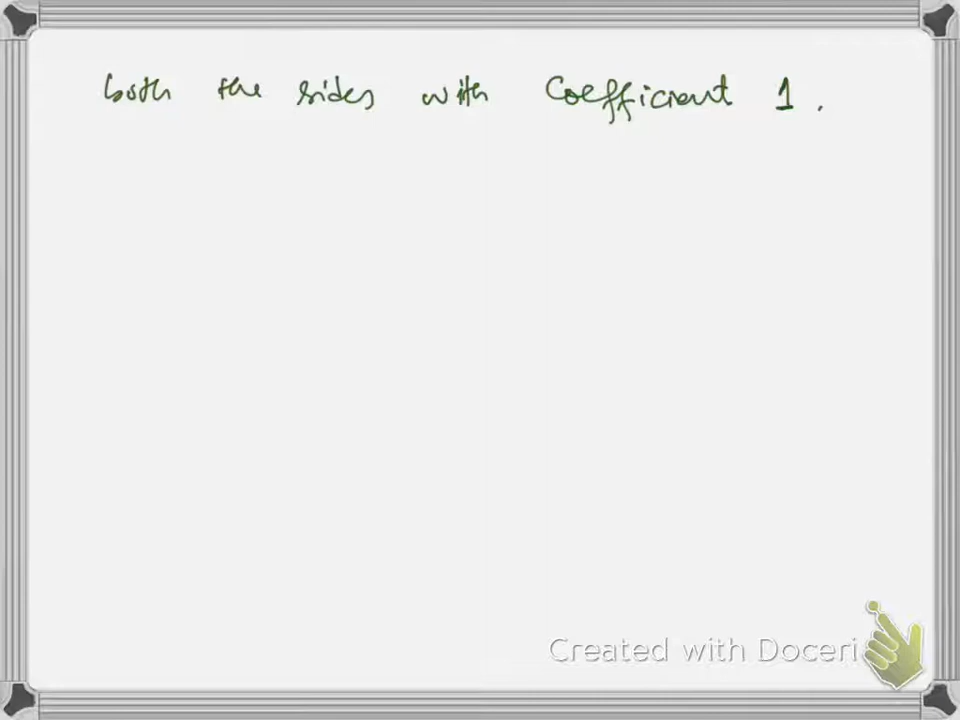 both the sides with Coefficient 1.
Created with Doceri